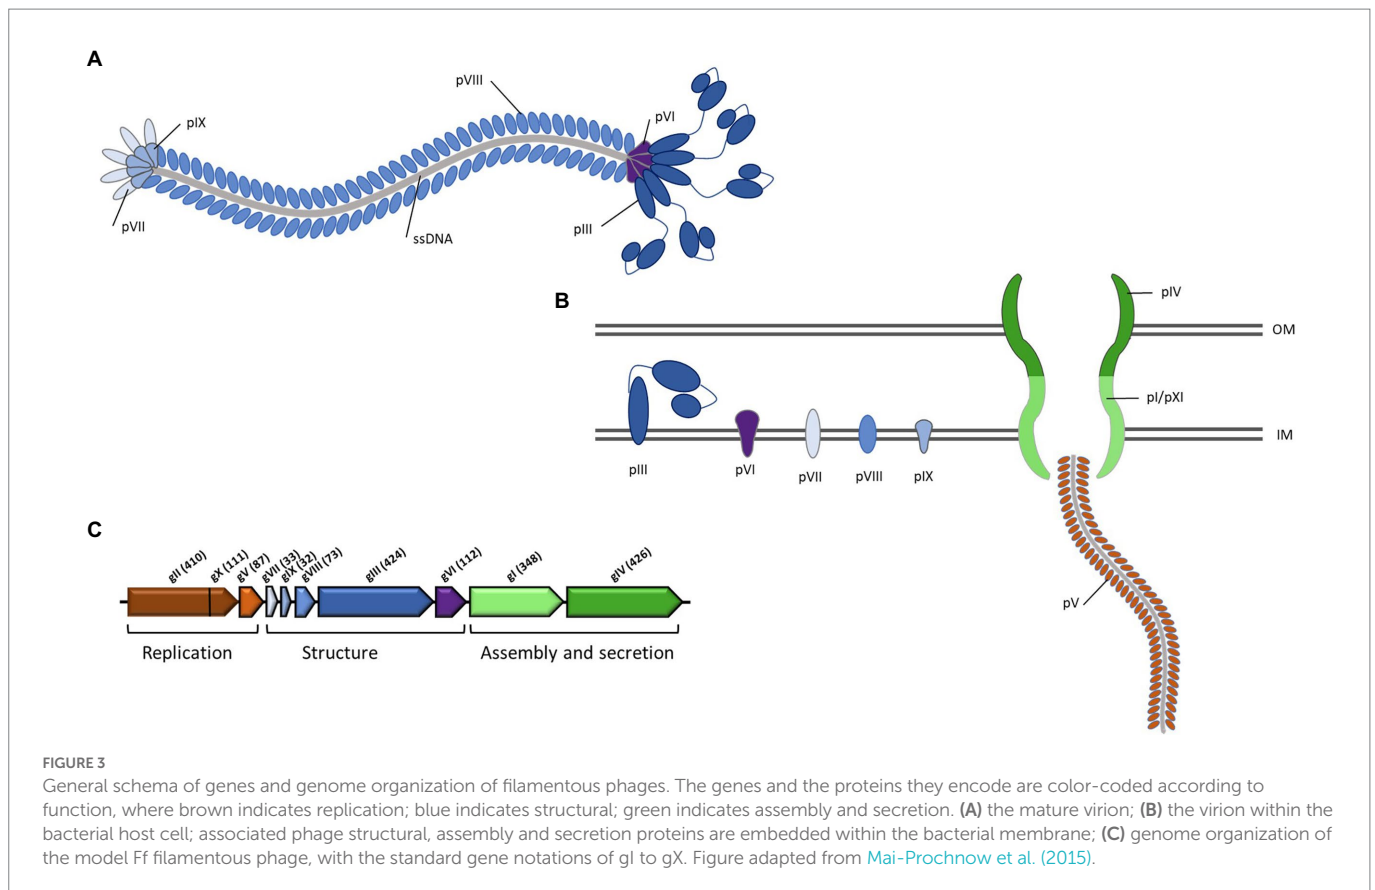 A
pVIII
pIX
pVI
pVII
ssDNA
pIII
B
pIV
OM
pI/pXI
IM
pIII
pVI
pVII
pVIII
pIX
pV
C
gII (410)
gX (111)
gV (87)
gVII (33)
gIX (32)
gVIII (73)
gIII (424)
gVI (112)
gI (348)
gIV (426)
Replication
Structure
Assembly and secretion
FIGURE 3
General schema of genes and genome organization of filamentous phages. The genes and the proteins they encode are color-coded according to
function, where brown indicates replication; blue indicates structural; green indicates assembly and secretion. (A) the mature virion; (B) the virion within the
bacterial host cell; associated phage structural, assembly and secretion proteins are embedded within the bacterial membrane; (C) genome organization of
the model Ff filamentous phage, with the standard gene notations of gI to gX. Figure adapted from Mai-Prochnow et al. (2015).